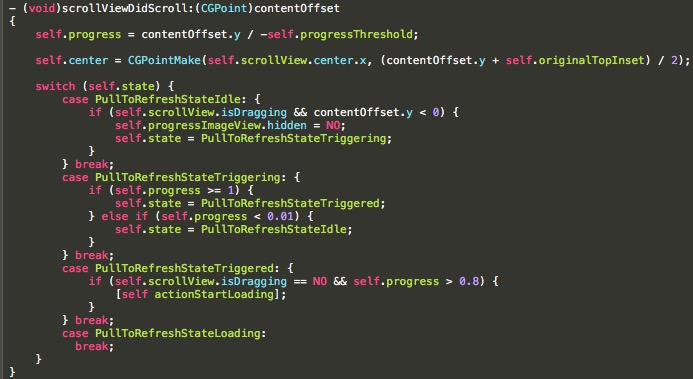 - (void)scrollViewDidScroll:(CGPoint)contentOffset
{
    self.progress = contentOffset.y / -self.progressThreshold;

    self.center = CGPointMake(self.scrollView.center.x, (contentOffset.y + self.originalTopInset) / 2);

    switch (self.state) {
        case PullToRefreshStateIdle: {
            if (self.scrollView.isDragging && contentOffset.y < 0) {
                self.progressImageView.hidden = NO;
                self.state = PullToRefreshStateTriggering;
            }
        } break;
        case PullToRefreshStateTriggering: {
            if (self.progress >= 1) {
                self.state = PullToRefreshStateTriggered;
            } else if (self.progress < 0.01) {
                self.state = PullToRefreshStateIdle;
            }
        } break;
        case PullToRefreshStateTriggered: {
            if (self.scrollView.isDragging == NO && self.progress > 0.8) {
                [self actionStartLoading];
            }
        } break;
        case PullToRefreshStateLoading:
          break;
    }
}